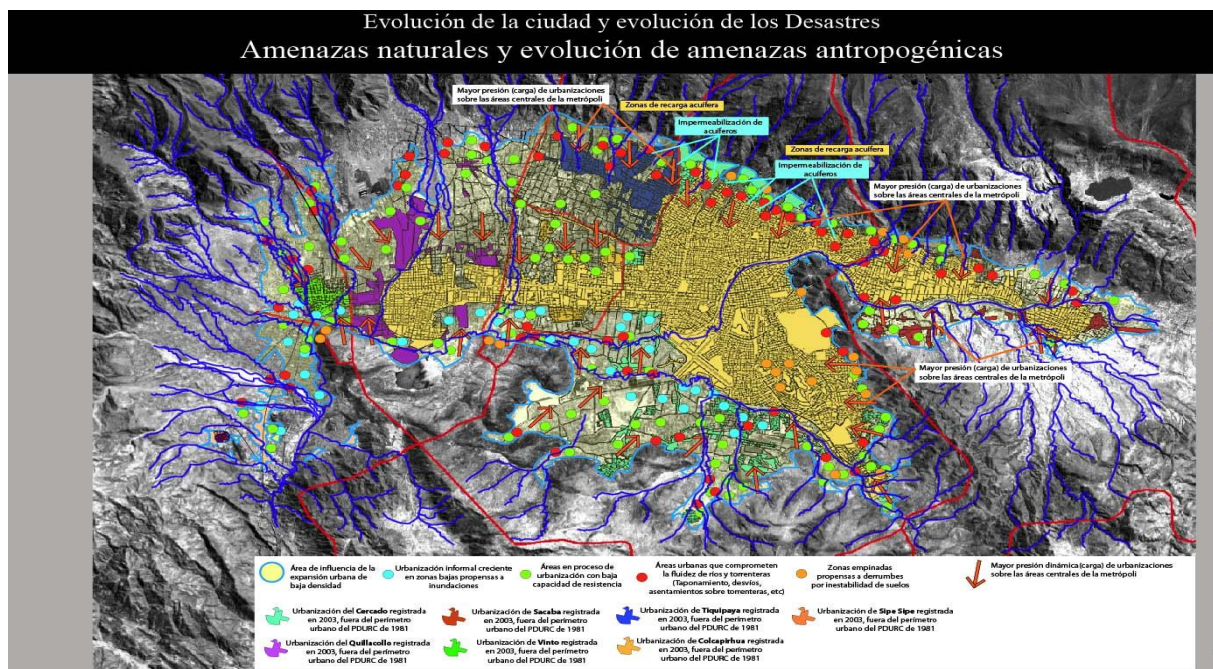 Evolución de la ciudad y evolución de los Desastres
Amenazas naturales y evolución de amenazas antropogénicas
Mayor presión (carga) de urbanizaciones
sobre las áreas centrales de la metrópoli
Zonas de recarga acuífera
Impermeabilización de
acuíferos
Zonas de recarga acuífera
Impermeabilización de
acuíferos
Mayor presión (carga) de urbanizaciones
sobre las áreas centrales de la metrópoli
Mayor presión (carga) de urbanizaciones
sobre las áreas centrales de la metrópoli
Área de influencia de la
expansión urbana de
baja densidad
Urbanización informal creciente
en zonas bajas propensas a
inundaciones
Áreas en proceso de
urbanización con baja
capacidad de resistencia
Áreas urbanas que comprometen
la fluidez de ríos y torrenteras
(Taponamiento, desvíos,
asentamientos sobre torrenteras, etc)
Zonas empinadas
propensas a derrumbes
por inestabilidad de suelos
Mayor presión dinámica(carga) de urbanizaciones
sobre las áreas centrales de la metrópoli
Urbanización del Cercado registrada
en 2003, fuera del perímetro
urbano del PDURC de 1981
Urbanización de Sacaba registrada
en 2003, fuera del perímetro
urbano del PDURC de 1981
Urbanización de Tiquipaya registrada
en 2003, fuera del perímetro
urbano del PDURC de 1981
Urbanización de Sipe Sipe registrada
en 2003, fuera del perímetro
urbano del PDURC de 1981
Urbanización del Quillacollo registrada
en 2003, fuera del perímetro
urbano del PDURC de 1981
Urbanización de Vinto registrada
en 2003, fuera del perímetro
urbano del PDURC de 1981
Urbanización de Colcapirhua registrada
en 2003, fuera del perímetro
urbano del PDURC de 1981